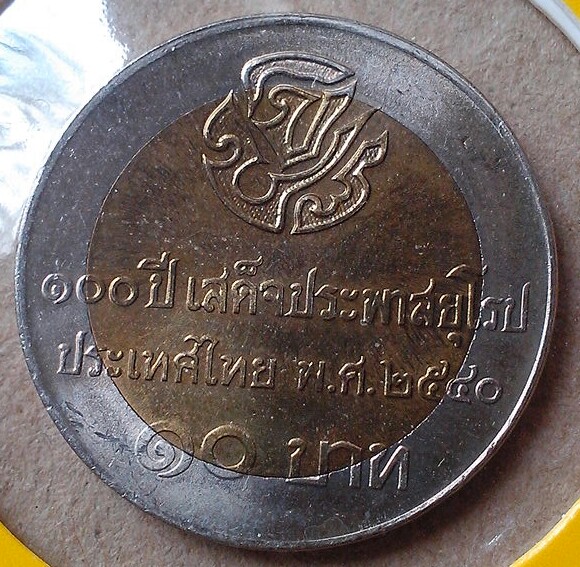 ๑๐๐ ปี เสด็จประพาสยุโรป
ประเทศไทย พ.ศ.๒๕๔๐
๑๐ บาท